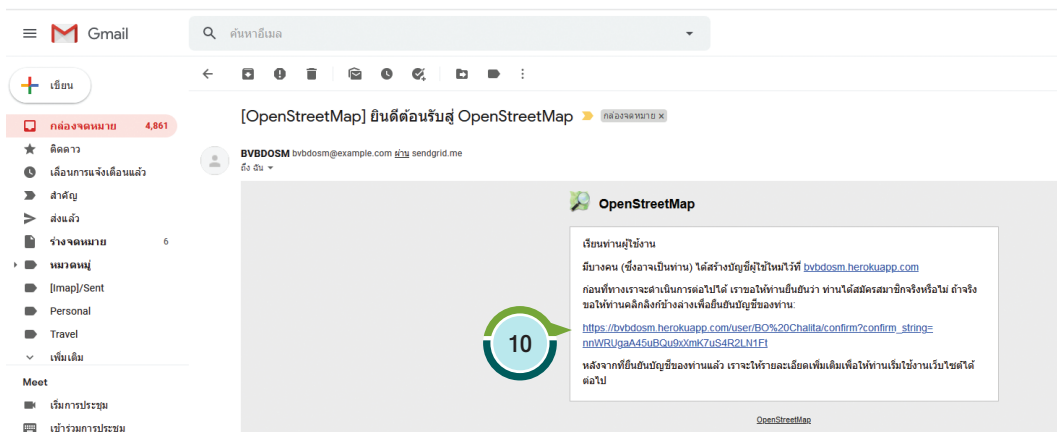 Gmail
ค้นหาอีเมล
เขียน
[OpenStreetMap] ยินดีต้อนรับสู่ OpenStreetMap
กล่องจดหมาย x
กล่องจดหมาย 4,861
ติดดาว
เลื่อนการแจ้งเตือนแล้ว
สำคัญ
ส่งแล้ว
ร่างจดหมาย 6
หมวดหมู่
[Imap]/Sent
Personal
Travel
เพิ่มเติม
Meet
เริ่มการประชุม
เข้าร่วมการประชุม
BVBDOSM bvbdosm@example.com ผ่าน sendgrid.me
ถึง ฉัน
OpenStreetMap
เรียนท่านผู้ใช้งาน
มีบางคน (ซึ่งอาจเป็นท่าน) ได้สร้างบัญชีผู้ใช้ใหม่ไว้ที่ bvbdosm.herokuapp.com
ก่อนที่ทางเราจะดำเนินการต่อไปได้ เราขอให้ท่านยืนยันว่า ท่านได้สมัครสมาชิกจริงหรือไม่ ถ้าจริง
ขอให้ท่านคลิกลิงก์ข้างล่างเพื่อยืนยันบัญชีของท่าน:
10
https://bvbdosm.herokuapp.com/user/BO%20Chalita/confirm?confirm_string=
nnWRUgaA45uBQu9xXmK7uS4R2LN1Ft
หลังจากที่ยืนยันบัญชีของท่านแล้ว เราจะให้รายละเอียดเพิ่มเติมเพื่อให้ท่านเริ่มใช้งานเว็บไซต์ได้
ต่อไป
OpenStreetMap